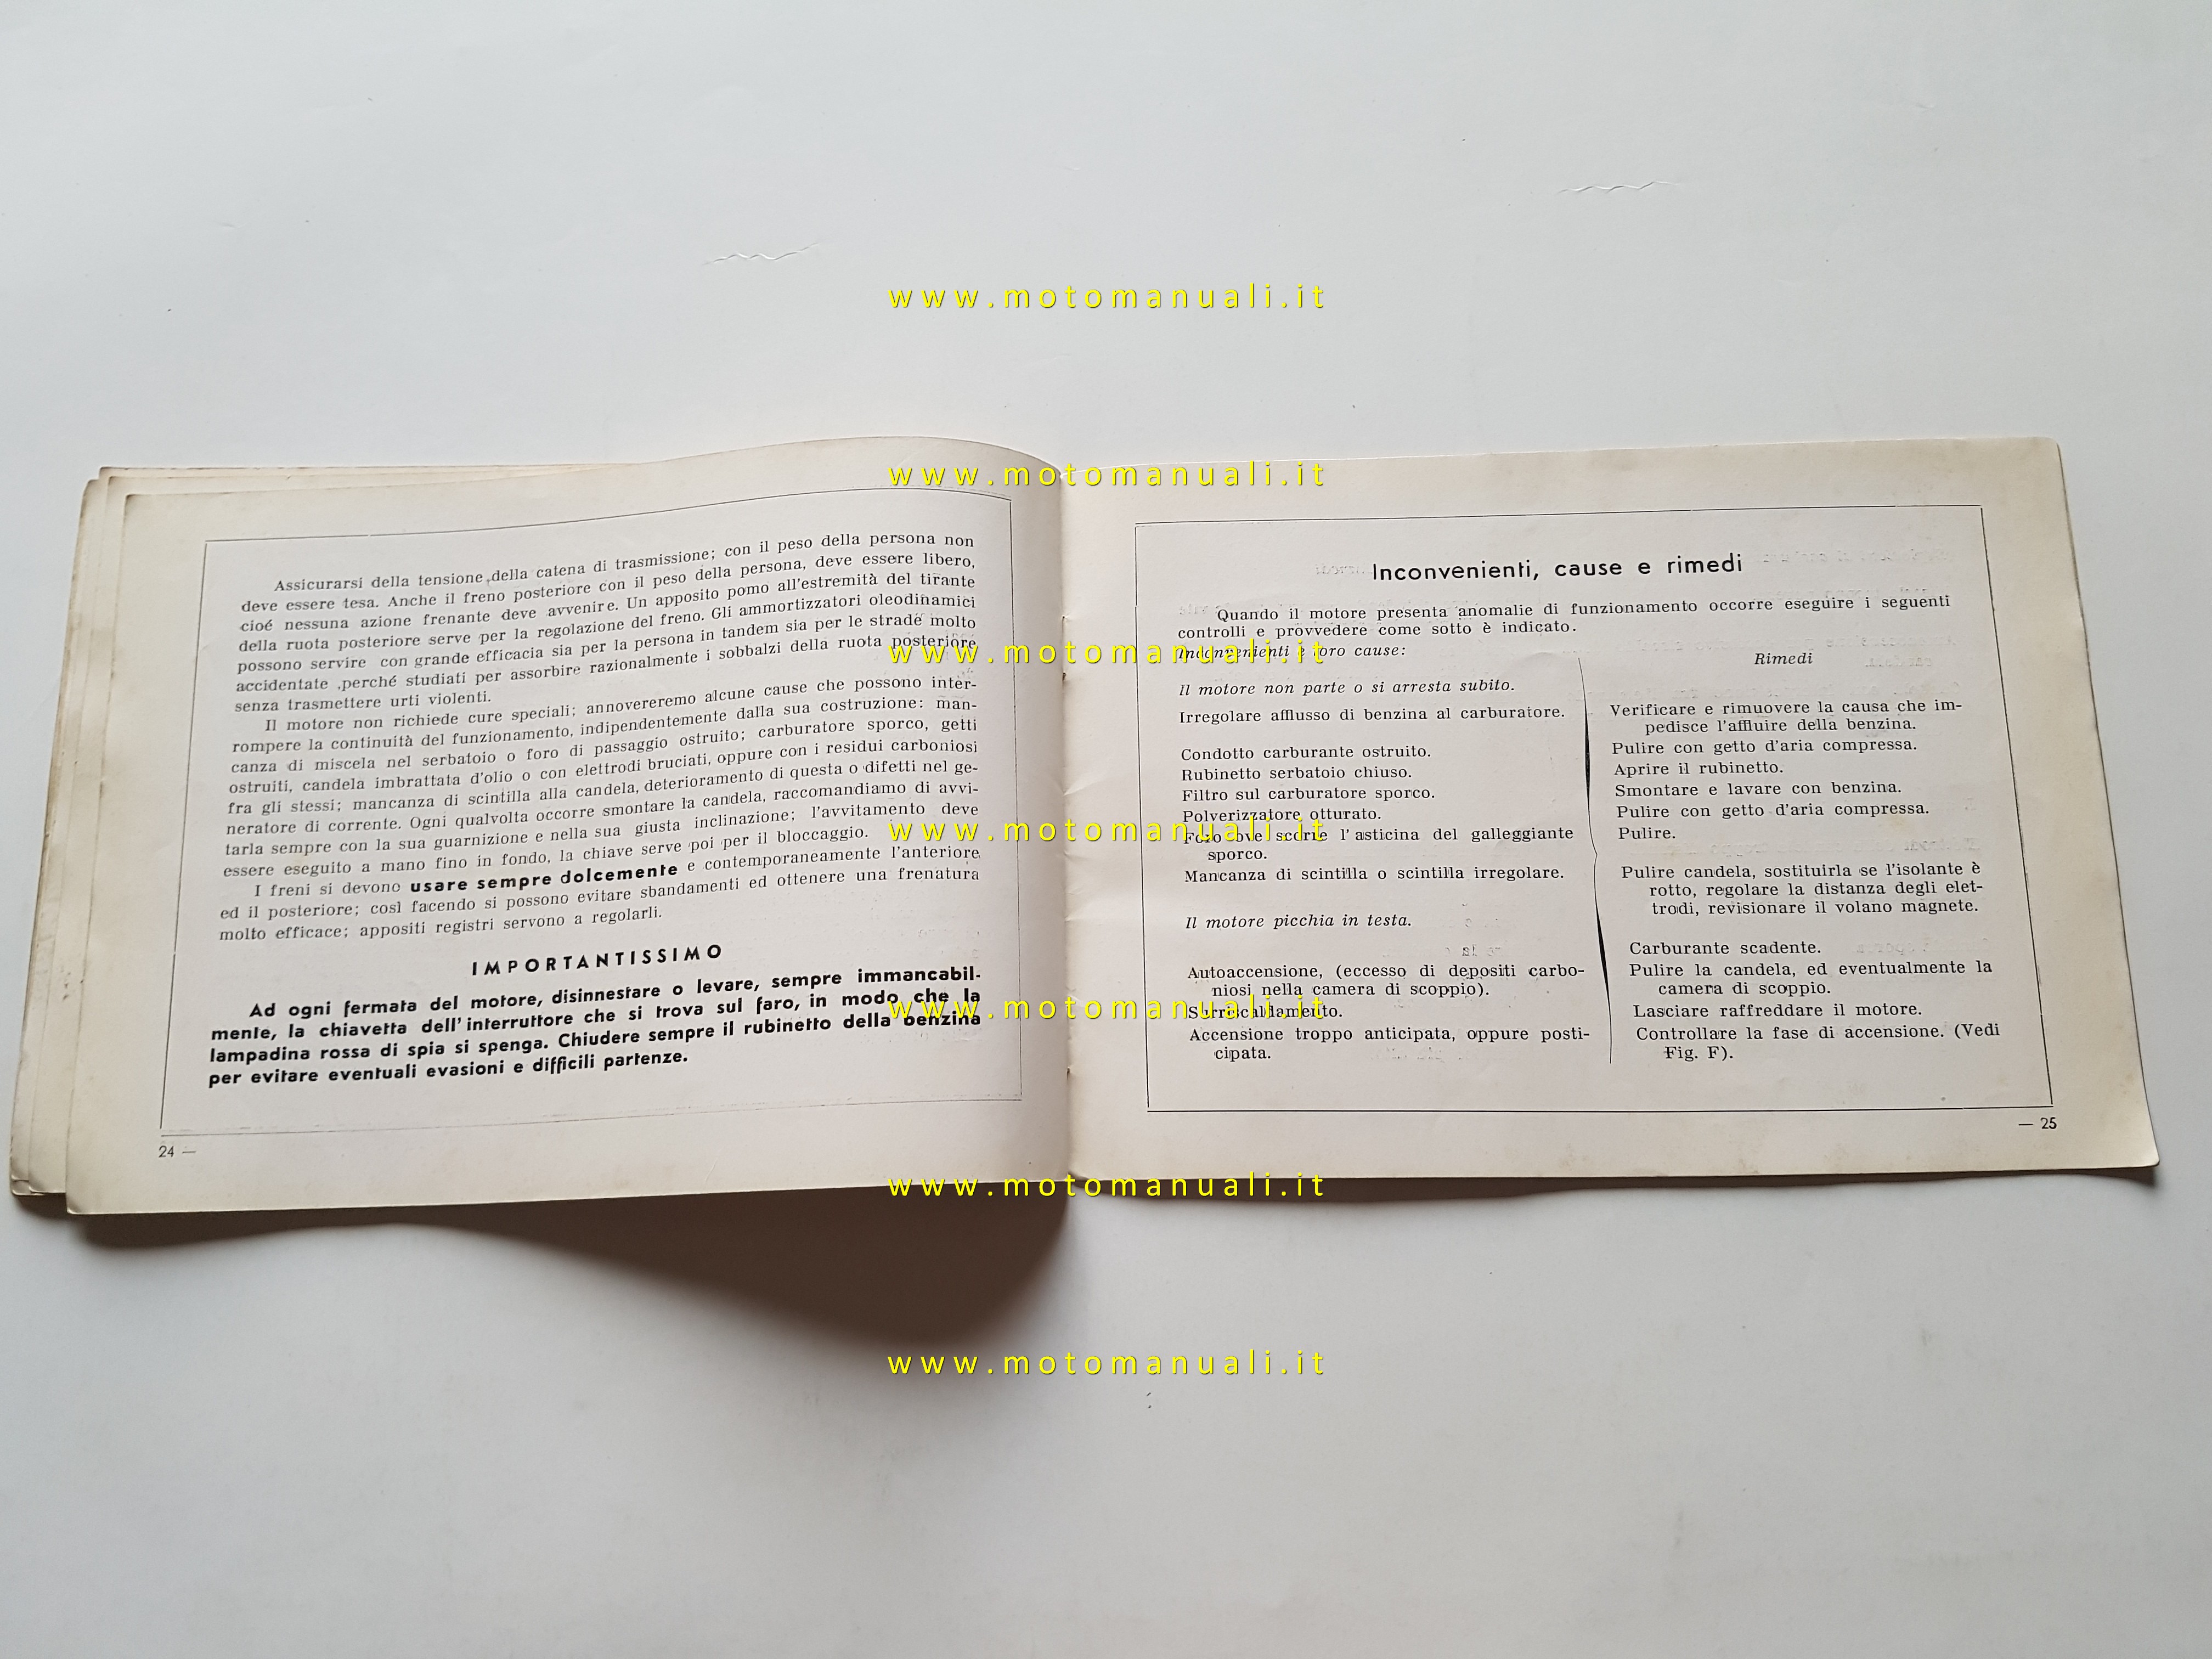 www.motomanuali.it
www.motomanuali.it
Assicurarsi della tensione della catena di trasmissione; con il peso della persona non
deve essere tesa. Anche il freno posteriore con il peso della persona, deve essere libero,
cioé nessuna azione frenante deve avvenire. Un apposito pomo all'estremità del tirante
della ruota posteriore serve per la regolazione del freno. Gli ammortizzatori oleodinamici
possono servire con grande efficacia sia per la persona in tandem sia per le strade molto
accidentate ,perché studiati per assorbire razionalmente i sobbalzi della ruota posteriore
senza trasmettere urti violenti.
Il motore non richiede cure speciali; annovereremo alcune cause che possono inter-
rompere la continuità del funzionamento, indipendentemente dalla sua costruzione: man-
canza di miscela nel serbatoio o foro di passaggio ostruito; carburatore sporco, getti
ostruiti, candela imbrattata d'olio o con elettrodi bruciati, oppure con i residui carboniosi
fra gli stessi; mancanza di scintilla alla candela, deterioramento di questa o difetti nel ge-
neratore di corrente. Ogni qualvolta occorre smontare la candela, raccomandiamo di avvi-
tarla sempre con la sua guarnizione e nella sua giusta inclinazione; l'avvitamento deve
essere eseguito a mano fino in fondo, la chiave serve poi per il bloccaggio.
I freni si devono usare sempre dolcemente e contemporaneamente l'anteriore
ed il posteriore; così facendo si possono evitare sbandamenti ed ottenere una frenatura
molto efficace; appositi registri servono a regolarli.
IMPORTANTISSIMO
Ad ogni fermata del motore, disinnestare o levare, sempre immancabil-
mente, la chiavetta dell'interruttore che si trova sul faro, in modo che la
lampadina rossa di spia si spenga. Chiudere sempre il rubinetto della benzina
per evitare eventuali evasioni e difficili partenze.
24 —
Inconvenienti, cause e rimedi
Quando il motore presenta anomalie di funzionamento occorre eseguire i seguenti
controlli e provvedere come sotto è indicato.
Inconvenienti e loro cause:
Il motore non parte o si arresta subito.
Irregolare afflusso di benzina al carburatore.
Condotto carburante ostruito.
Rubinetto serbatoio chiuso.
Filtro sul carburatore sporco.
Polverizzatore otturato.
Foro ove scorre l'asticina del galleggiante
sporco.
Mancanza di scintilla o scintilla irregolare.
Il motore picchia in testa.
Autoaccensione, (eccesso di depositi carbo-
niosi nella camera di scoppio).
Surriscaldamento.
Accensione troppo anticipata, oppure posti-
cipata.
Rimedi
Verificare e rimuovere la causa che im-
pedisce l'affluire della benzina.
Pulire con getto d'aria compressa.
Aprire il rubinetto.
Smontare e lavare con benzina.
Pulire con getto d'aria compressa.
Pulire.
Pulire candela, sostituirla se l'isolante è
rotto, regolare la distanza degli elet-
trodi, revisionare il volano magnete.
Carburante scadente.
Pulire la candela, ed eventualmente la
camera di scoppio.
Lasciare raffreddare il motore.
Controllare la fase di accensione. (Vedi
Fig. F).
— 25
www.motomanuali.it
www.motomanuali.it
www.motomanuali.it
www.motomanuali.it
www.motomanuali.it